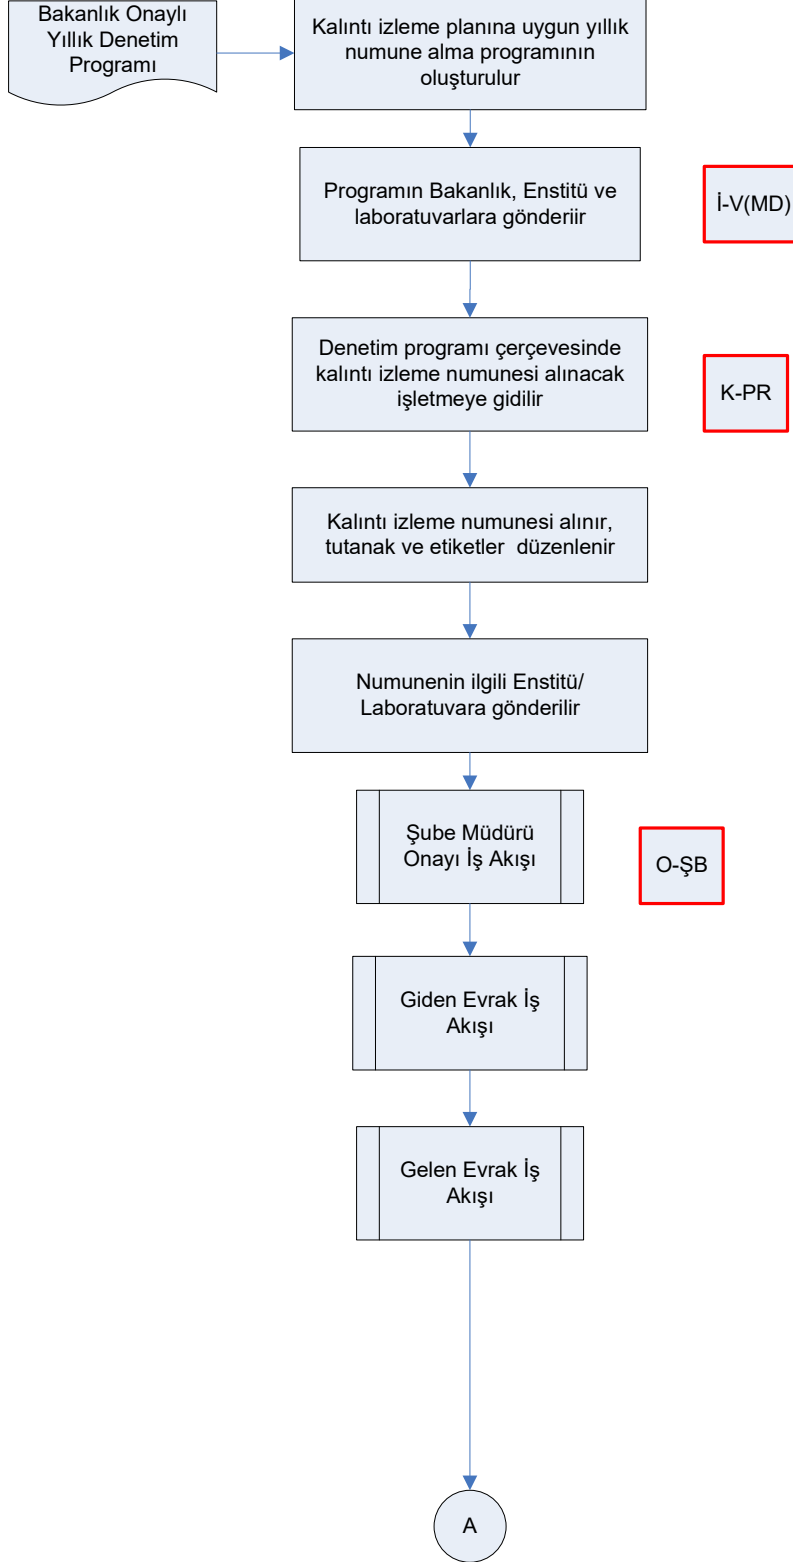 Bakanlık Onaylı
Yıllık Denetim
Programı
Kalıntı izleme planına uygun yıllık
numune alma programının
oluşturulur
Programın Bakanlık, Enstitü ve
laboratuvarlara gönderiir
İ-V(MD)
Denetim programı çerçevesinde
kalıntı izleme numunesi alınacak
işletmeye gidilir
K-PR
Kalıntı izleme numunesi alınır,
tutanak ve etiketler  düzenlenir
Numunenin ilgili Enstitü/
Laboratuvara gönderilir
Şube Müdürü
Onayı İş Akışı
O-ŞB
Giden Evrak İş
Akışı
Gelen Evrak İş
Akışı
A